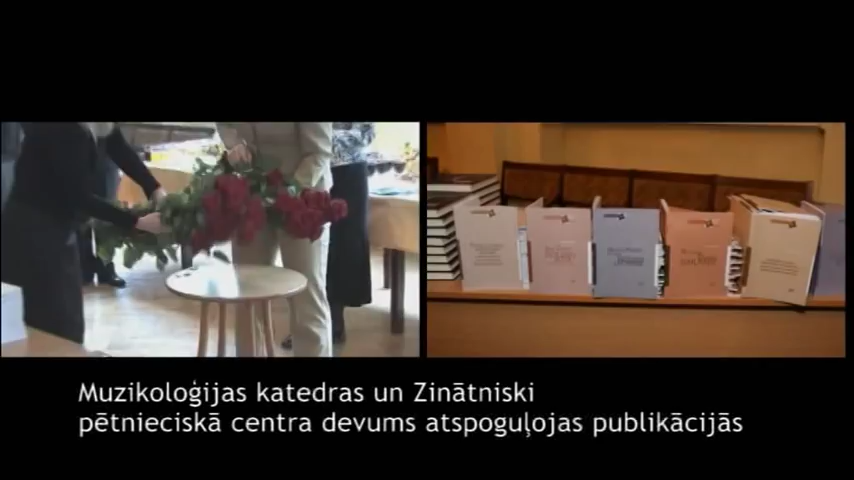 Muzikoloģijas katedras un Zinātniski
pētnieciskā centra devums atspoguļojas publikācijās